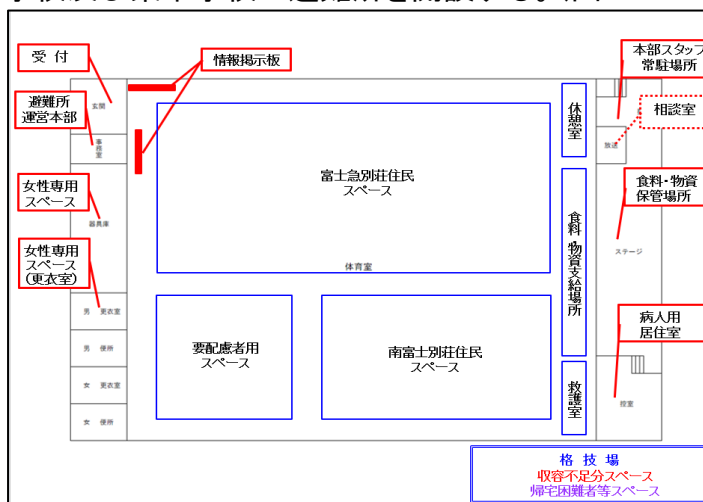 受 付
情報掲示板
本部スタッフ
常駐場所
玄関
避難所
運営本部
事務室
休憩室
相談室
放送
富士急別荘住民
スペース
女性専用
スペース
器具庫
食料・物資
保管場所
ステージ
食料・物資支給場所
女性専用
スペース
(更衣室)
体育室
男 更衣室
男 便所
女 更衣室
女 便所
要配慮者用
スペース
南富士別荘住民
スペース
病人用
居住室
救護室
控室
格 技 場
収容不足分スペース
帰宅困難者等スペース